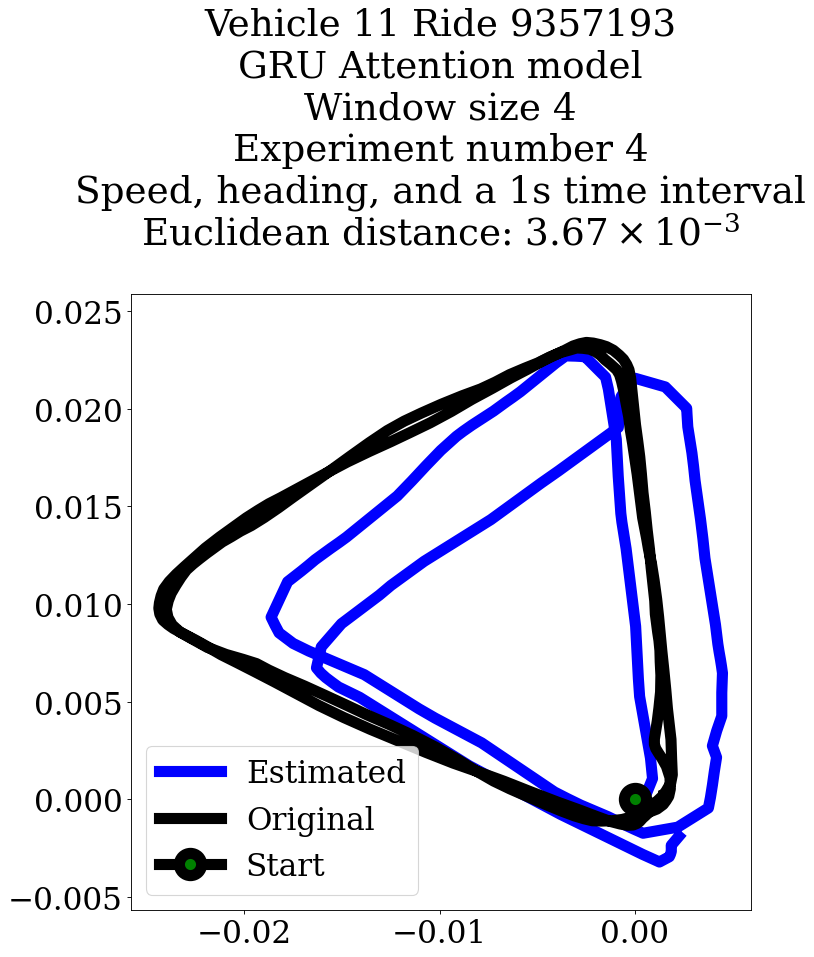 Vehicle 11 Ride 9357193
GRU Attention model
Window size 4
Experiment number 4
Speed, heading, and a 1s time interval
Euclidean distance: 3.67 × 10⁻³
0.025
0.020
0.015
0.010
0.005
0.000
−0.005
Estimated
Original
Start
−0.02 −0.01 0.00